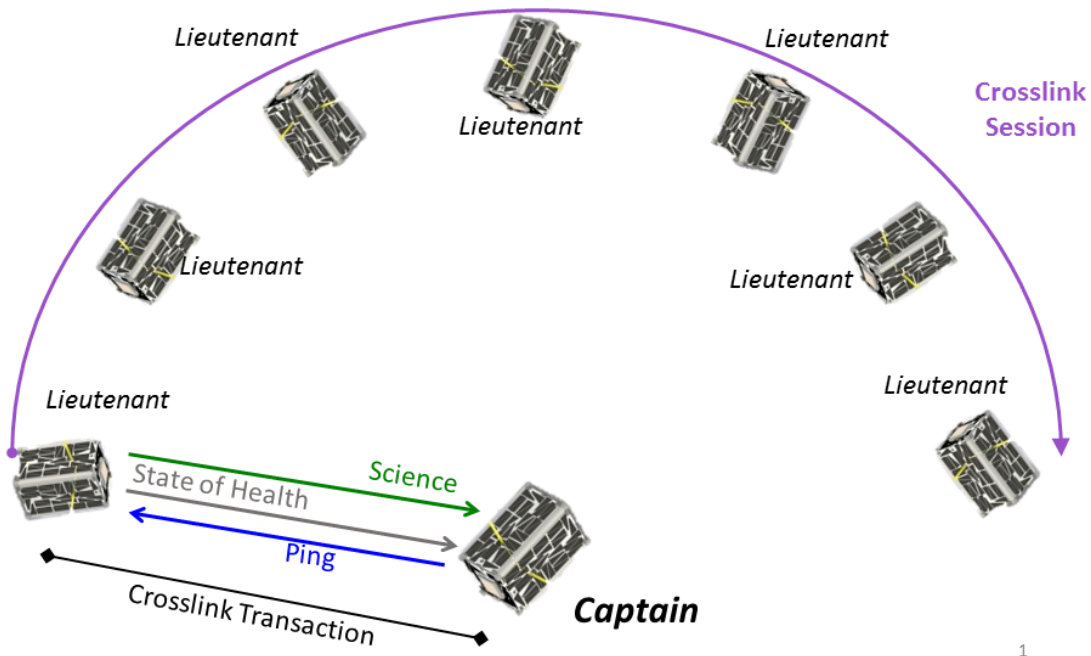 Lieutenant
Lieutenant
Lieutenant
Crosslink
Session
Lieutenant
Lieutenant
Lieutenant
Lieutenant
Science
State of Health
Ping
Crosslink Transaction
Captain
1